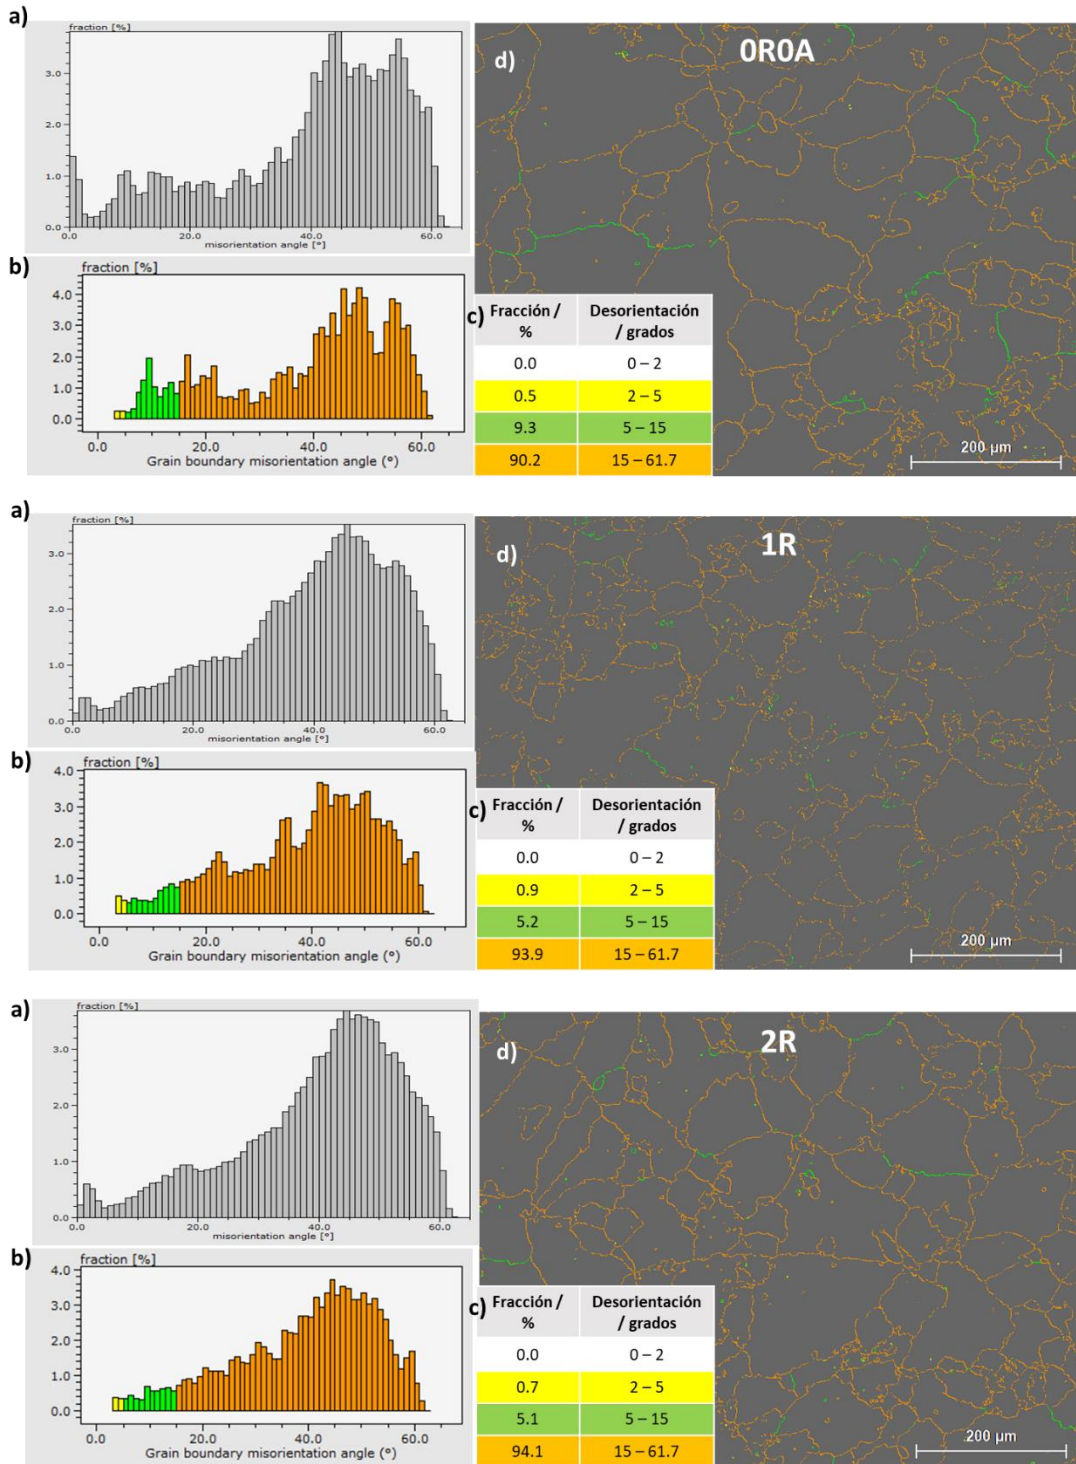 a)
fraction [%]
3.0
2.0
1.0
0.0
0.0 20.0 40.0 60.0
misorientation angle [°]
d)
0R0A
200 µm
b)
fraction [%]
4.0
3.0
2.0
1.0
0.0
0.0 20.0 40.0 60.0
Grain boundary misorientation angle (°)
c)
Fracción / % Desorientación / grados
0.0 0 – 2
0.5 2 – 5
9.3 5 – 15
90.2 15 – 61.7
a)
fraction [%]
3.0
2.0
1.0
0.0
0.0 20.0 40.0 60.0
misorientation angle [°]
d)
1R
200 µm
b)
fraction [%]
4.0
3.0
2.0
1.0
0.0
0.0 20.0 40.0 60.0
Grain boundary misorientation angle (°)
c)
Fracción / % Desorientación / grados
0.0 0 – 2
0.9 2 – 5
5.2 5 – 15
93.9 15 – 61.7
a)
fraction [%]
3.0
2.0
1.0
0.0
0.0 20.0 40.0 60.0
misorientation angle [°]
d)
2R
200 µm
b)
fraction [%]
4.0
3.0
2.0
1.0
0.0
0.0 20.0 40.0 60.0
Grain boundary misorientation angle (°)
c)
Fracción / % Desorientación / grados
0.0 0 – 2
0.7 2 – 5
5.1 5 – 15
94.1 15 – 61.7